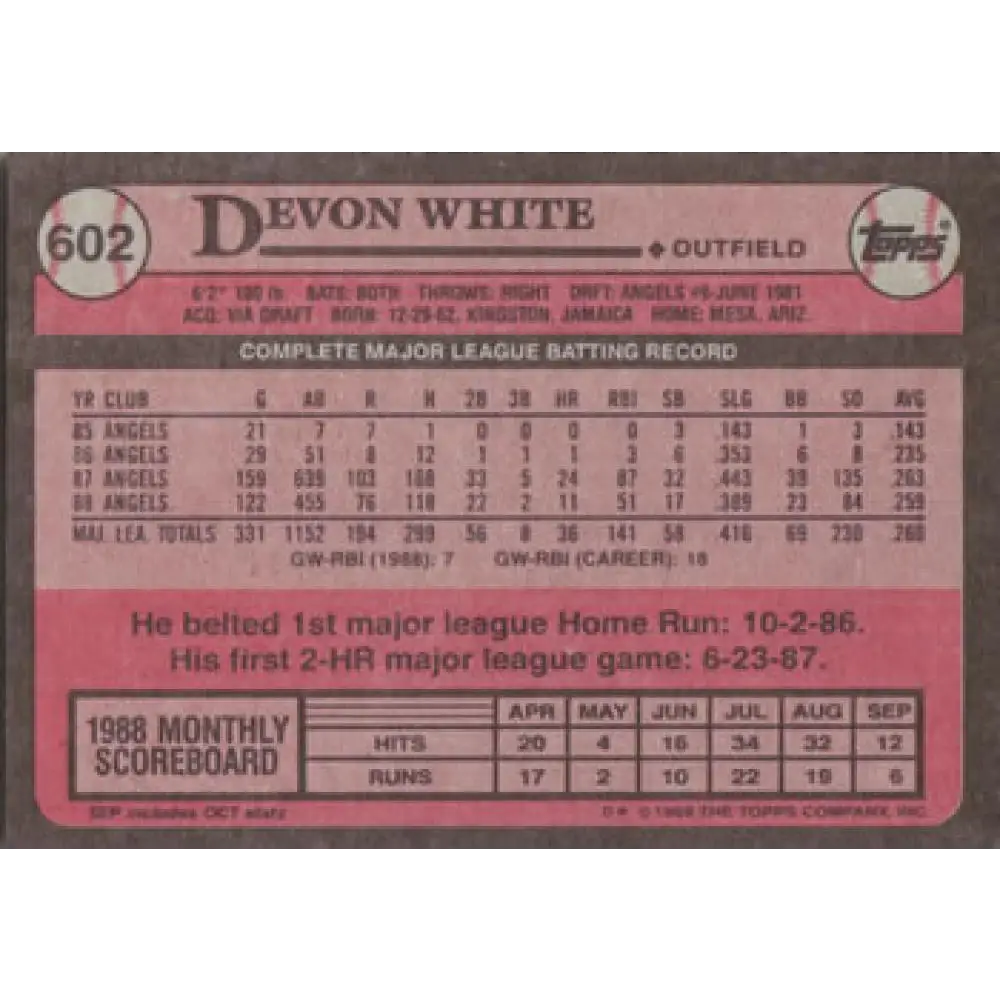 602
DEVON WHITE
OUTFIELD
Topps®
6'2" 180 lb. BATS: BOTH THROWS: RIGHT DRFT: ANGELS #6-JUNE 1981
ACQ: VIA DRAFT BORN: 12-29-62, KINGSTON, JAMAICA HOME: MESA, ARIZ.
COMPLETE MAJOR LEAGUE BATTING RECORD
YR CLUB G AB R H 2B 3B HR RBI SB SLG BB SO AVG
85 ANGELS 21 7 7 1 0 0 0 0 3 .143 1 3 .143
86 ANGELS 29 51 8 12 1 1 1 3 6 .353 6 8 .235
87 ANGELS 159 639 103 168 33 5 24 87 32 .443 39 135 .263
88 ANGELS 122 455 76 118 22 2 11 51 17 .389 23 84 .259
MAJ. LEA. TOTALS 331 1152 194 299 56 8 36 141 58 .416 69 230 .260
GW-RBI (1988): 7 GW-RBI (CAREER): 18
He belted 1st major league Home Run: 10-2-86.
His first 2-HR major league game: 6-23-87.
1988 MONTHLY SCOREBOARD
APR MAY JUN JUL AUG SEP
HITS 20 4 16 34 32 12
RUNS 17 2 10 22 19 6
SEP includes OCT stats
D* © 1989 THE TOPPS COMPANY, INC.